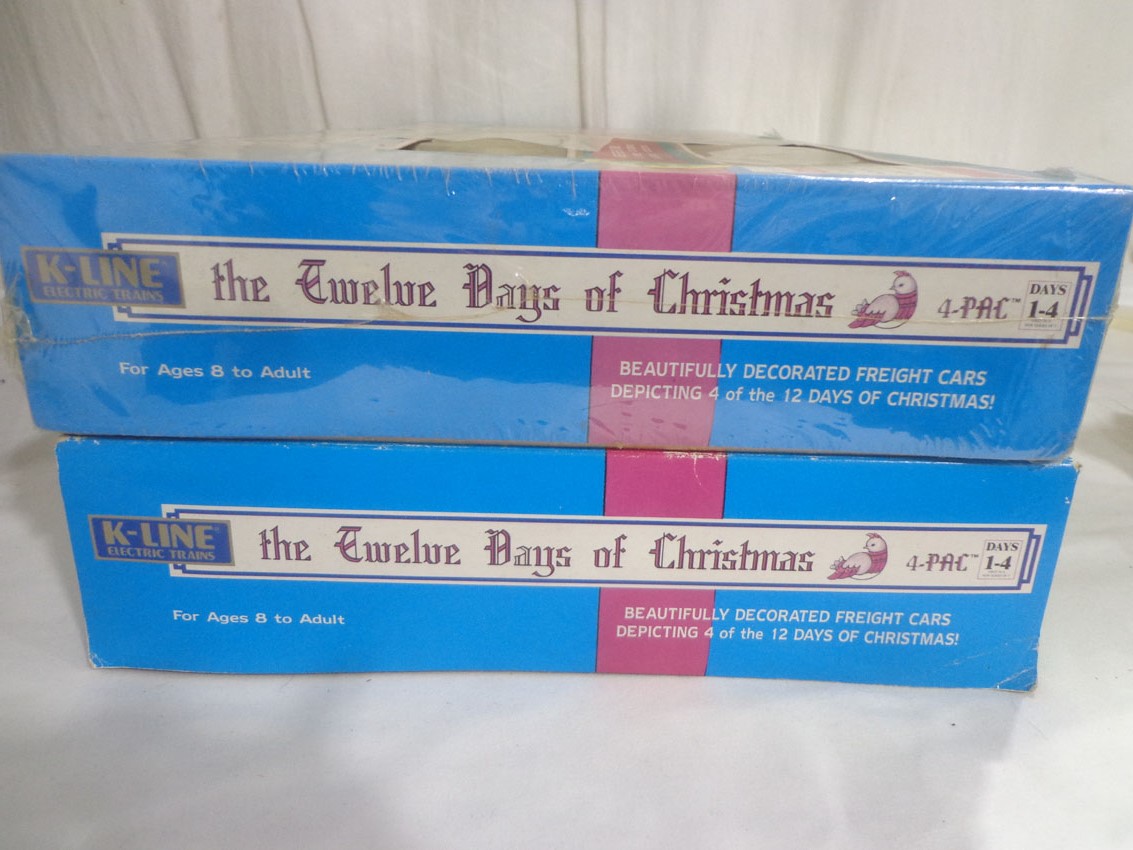 K-LINE
ELECTRIC TRAINS
the Twelve Days of Christmas
4-PAC™
DAYS
1-4
For Ages 8 to Adult
BEAUTIFULLY DECORATED FREIGHT CARS
DEPICTING 4 of the 12 DAYS OF CHRISTMAS!
K-LINE
ELECTRIC TRAINS
the Twelve Days of Christmas
4-PAC™
DAYS
1-4
For Ages 8 to Adult
BEAUTIFULLY DECORATED FREIGHT CARS
DEPICTING 4 of the 12 DAYS OF CHRISTMAS!